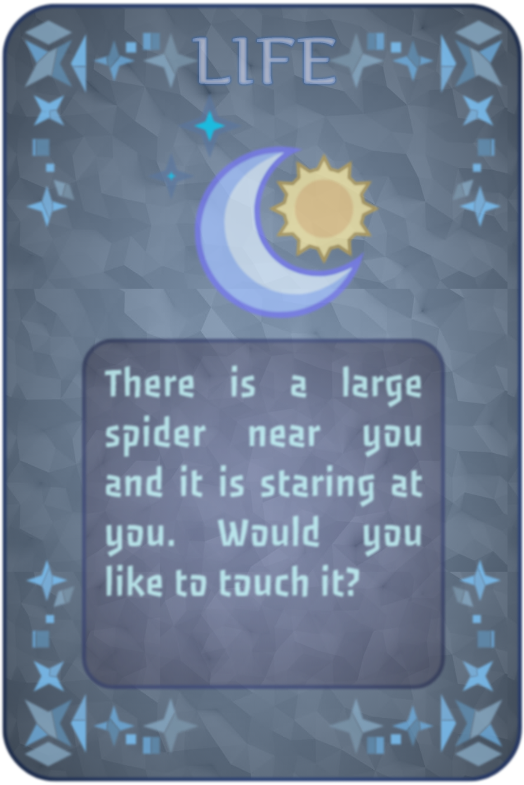 LIFE
There is a large
spider near you
and it is staring at
you. Would you
like to touch it?